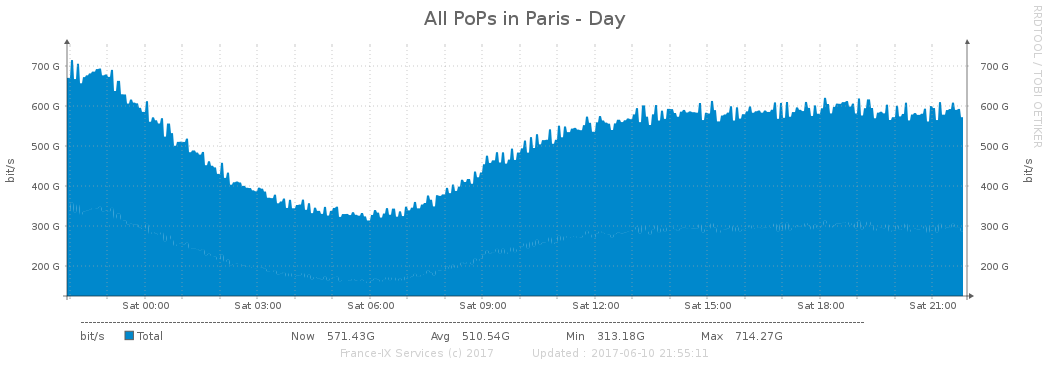 All PoPs in Paris - Day
RRDTOOL / TOBI OETIKER
bit/s
700 G
600 G
500 G
400 G
300 G
200 G
700 G
600 G
500 G
400 G
300 G
200 G
bit/s
Sat 00:00 Sat 03:00 Sat 06:00 Sat 09:00 Sat 12:00 Sat 15:00 Sat 18:00 Sat 21:00
bit/s Total Now 571.43G Avg 510.54G Min 313.18G Max 714.27G
France-IX Services (c) 2017 Updated : 2017-06-10 21:55:11